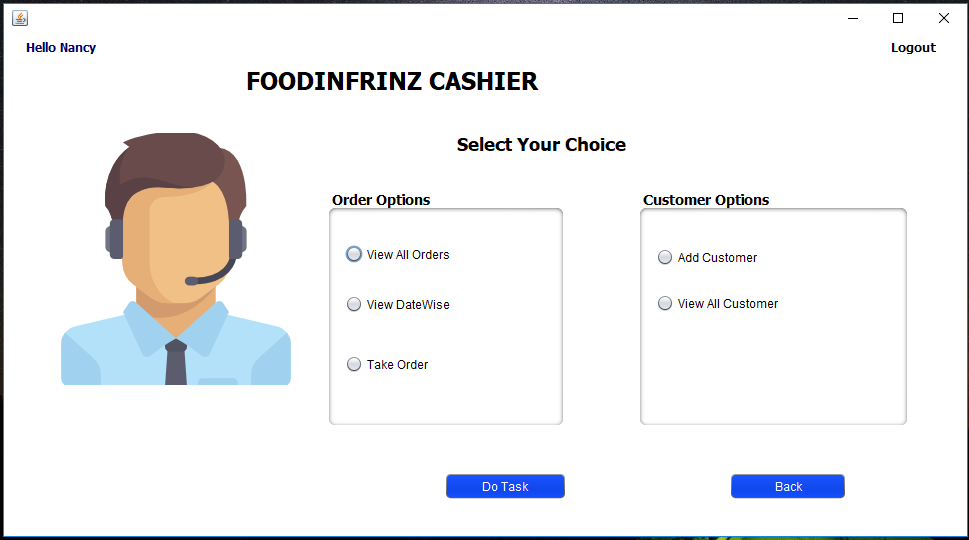 Hello Nancy
Logout
FOODINFRINZ CASHIER
Select Your Choice
Order Options
View All Orders
View DateWise
Take Order
Customer Options
Add Customer
View All Customer
Do Task
Back